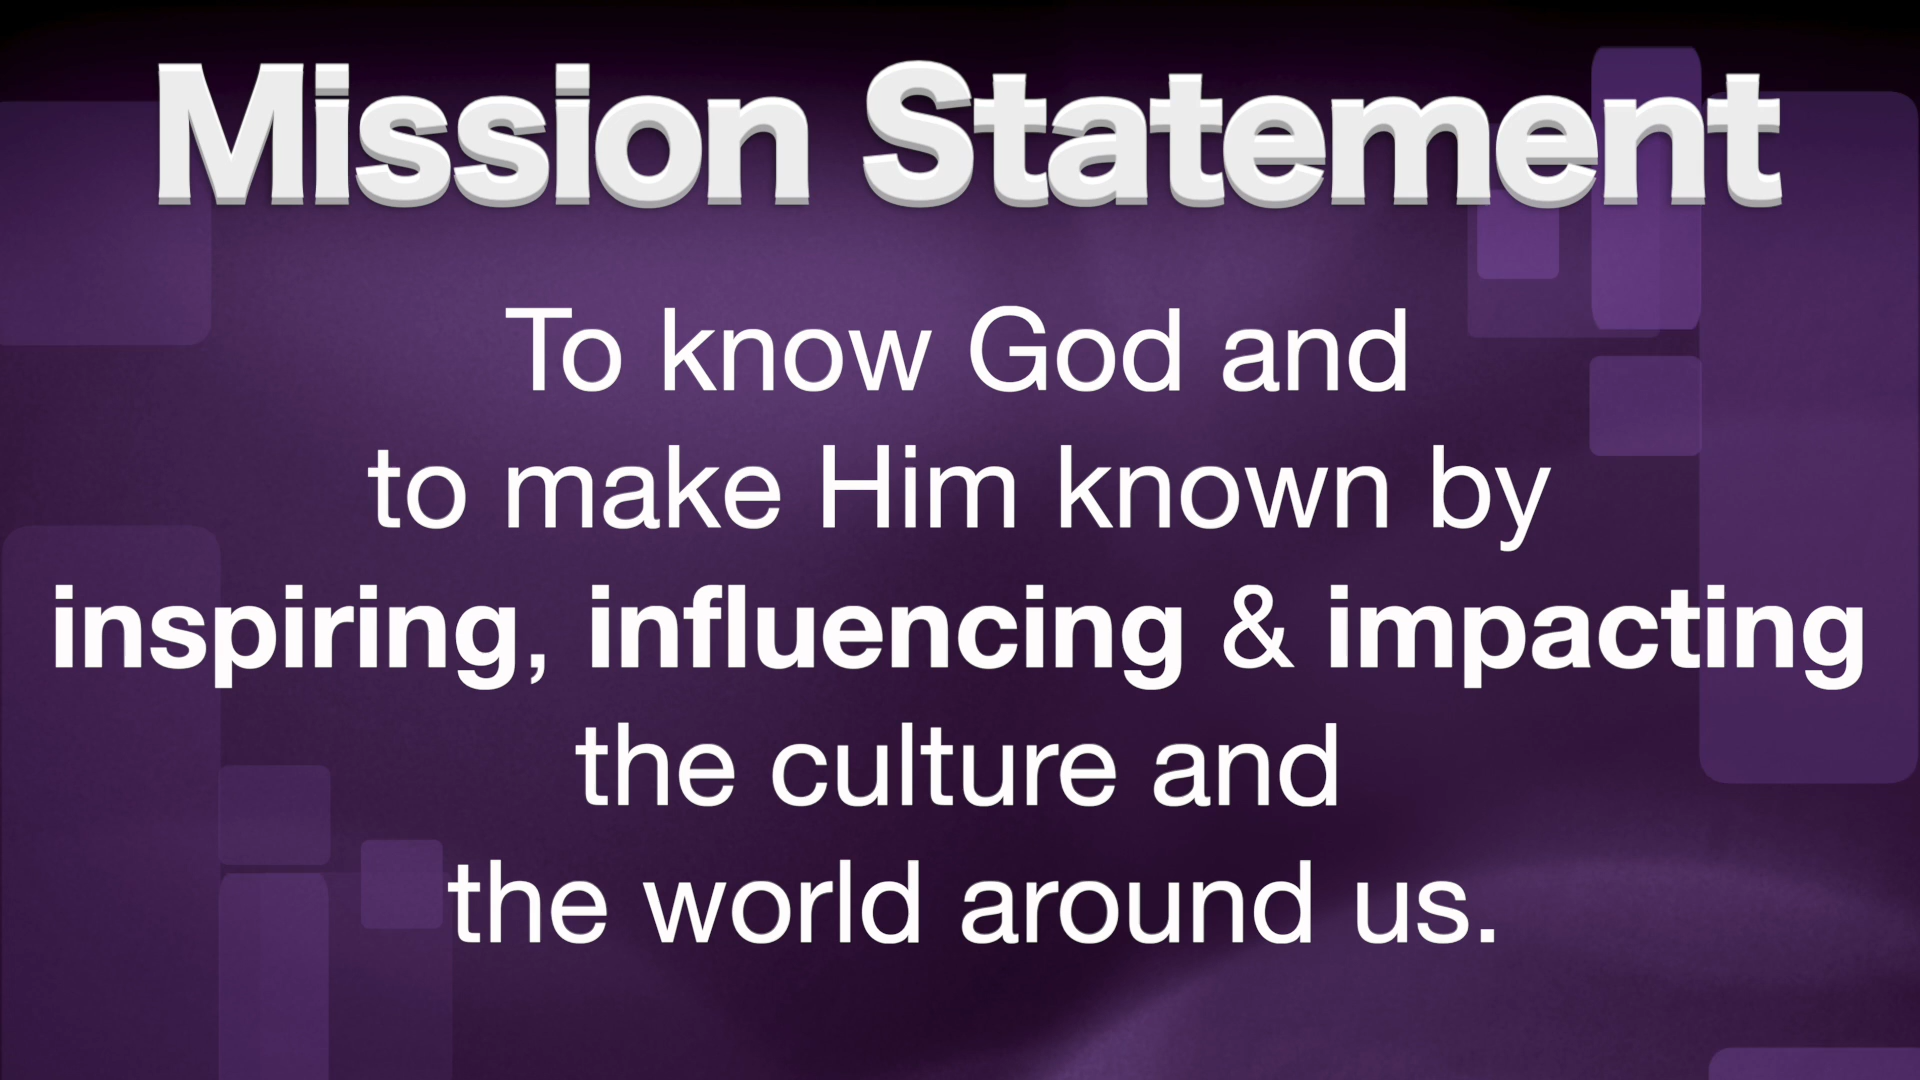 Mission Statement
To know God and
to make Him known by
inspiring, influencing & impacting
the culture and
the world around us.